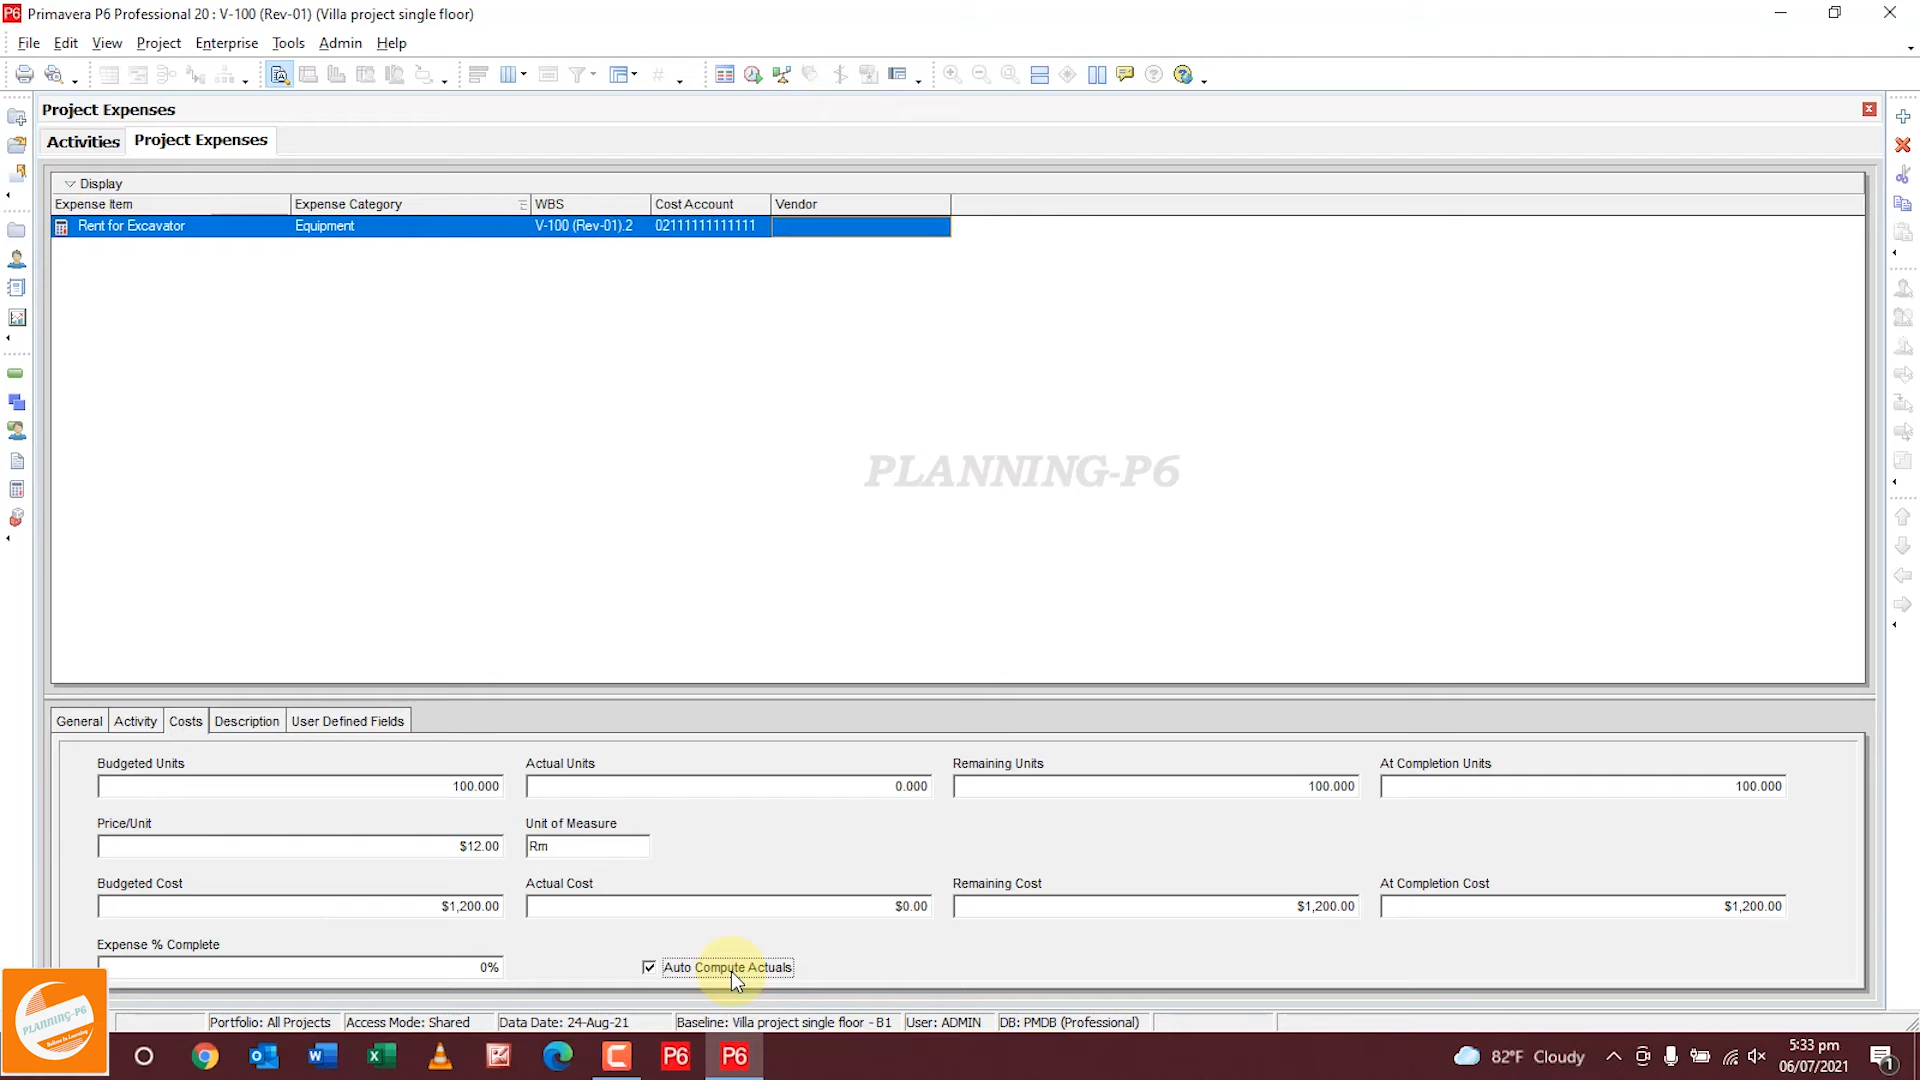 P6 Primavera P6 Professional 20 : V-100 (Rev-01) (Villa project single floor)
File Edit View Project Enterprise Tools Admin Help
Project Expenses
Activities Project Expenses
Display
Expense Item Expense Category WBS Cost Account Vendor
Rent for Excavator Equipment V-100 (Rev-01).2 02111111111111
PLANNING-P6
General Activity Costs Description User Defined Fields
Budgeted Units Actual Units Remaining Units At Completion Units
100.000 0.000 100.000 100.000
Price/Unit Unit of Measure
$12.00 Rm
Budgeted Cost Actual Cost Remaining Cost At Completion Cost
$1,200.00 $0.00 $1,200.00 $1,200.00
Expense % Complete
0% Auto Compute Actuals
PLANNING-P6
Believe in Learning
Portfolio: All Projects Access Mode: Shared Data Date: 24-Aug-21 Baseline: Villa project single floor - B1 User: ADMIN DB: PMDB (Professional)
P6 P6 82°F Cloudy 5:33 pm
06/07/2021 1